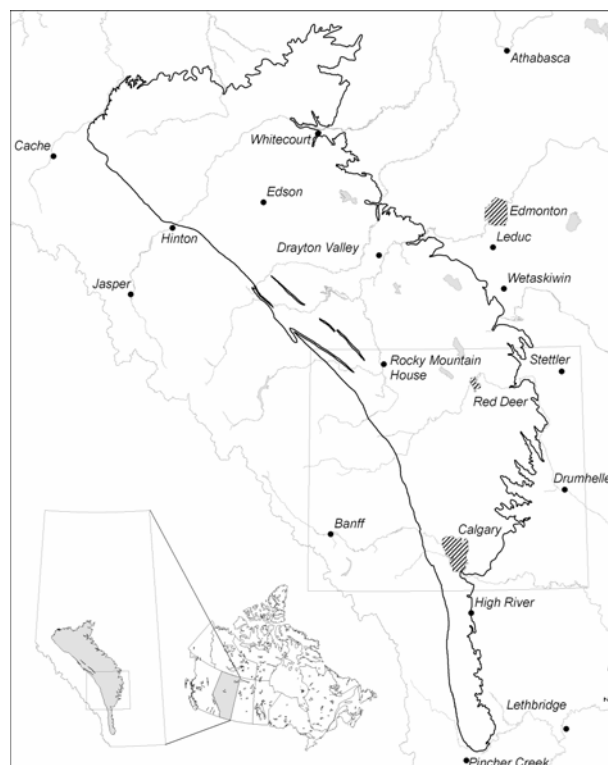 Athabasca
Whitecourt
Cache
Edson
Edmonton
Hinton
Drayton Valley
Leduc
Jasper
Wetaskiwin
Rocky Mountain
House
Stettler
Red Deer
Drumhelle
Banff
Calgary
High River
Lethbridge
Pincher Creek